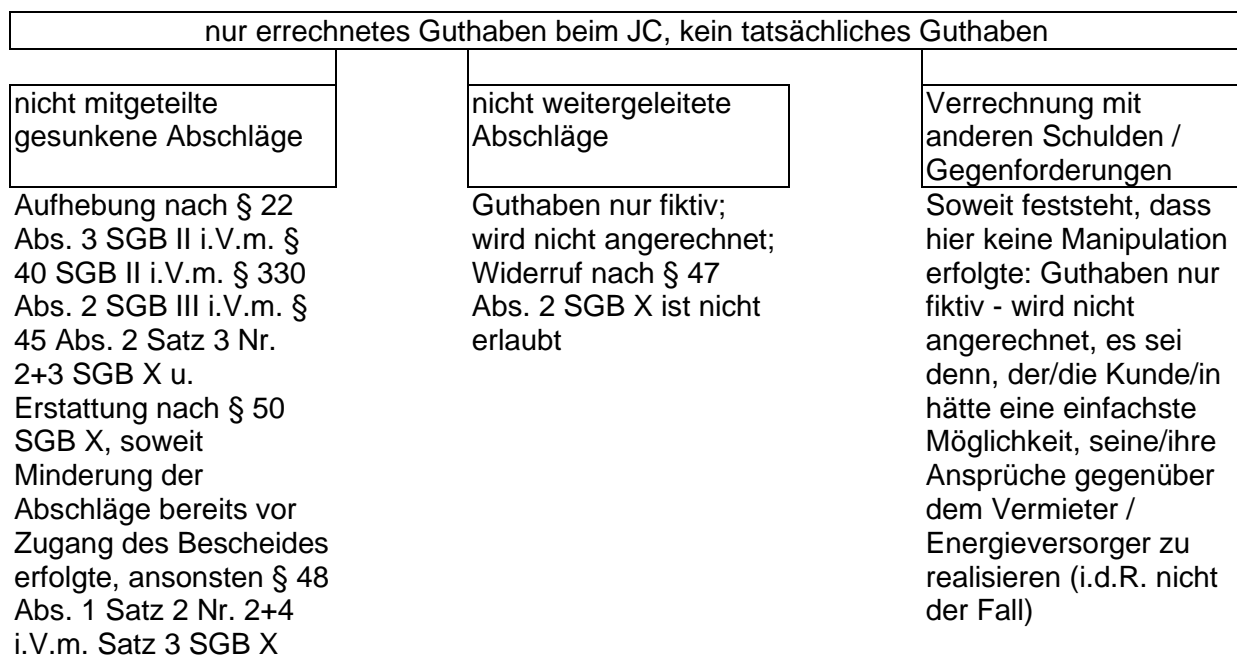 nur errechnetes Guthaben beim JC, kein tatsächliches Guthaben
nicht mitgeteilte
gesunkene Abschläge
Aufhebung nach § 22
Abs. 3 SGB II i.V.m. §
40 SGB II i.V.m. § 330
Abs. 2 SGB III i.V.m. §
45 Abs. 2 Satz 3 Nr.
2+3 SGB X u.
Erstattung nach § 50
SGB X, soweit
Minderung der
Abschläge bereits vor
Zugang des Bescheides
erfolgte, ansonsten § 48
Abs. 1 Satz 2 Nr. 2+4
i.V.m. Satz 3 SGB X
nicht weitergeleitete
Abschläge
Guthaben nur fiktiv;
wird nicht angerechnet;
Widerruf nach § 47
Abs. 2 SGB X ist nicht
erlaubt
Verrechnung mit
anderen Schulden /
Gegenforderungen
Soweit feststeht, dass
hier keine Manipulation
erfolgte: Guthaben nur
fiktiv - wird nicht
angerechnet, es sei
denn, der/die Kunde/in
hätte eine einfachste
Möglichkeit, seine/ihre
Ansprüche gegenüber
dem Vermieter /
Energieversorger zu
realisieren (i.d.R. nicht
der Fall)